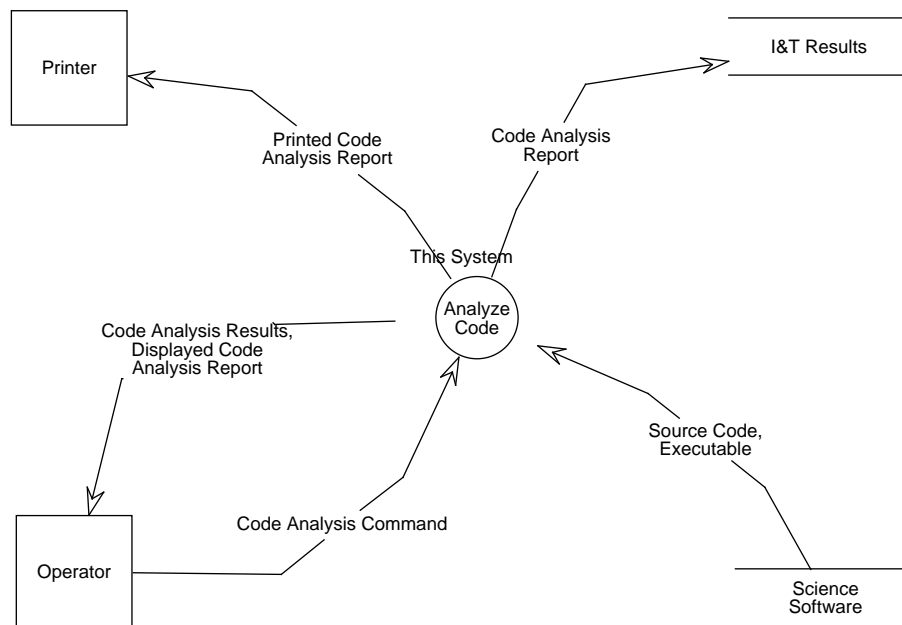 Printer
I&T Results
Printed Code
Analysis Report
Code Analysis
Report
This System
Analyze
Code
Code Analysis Results,
Displayed Code
Analysis Report
Source Code,
Executable
Code Analysis Command
Operator
Science
Software